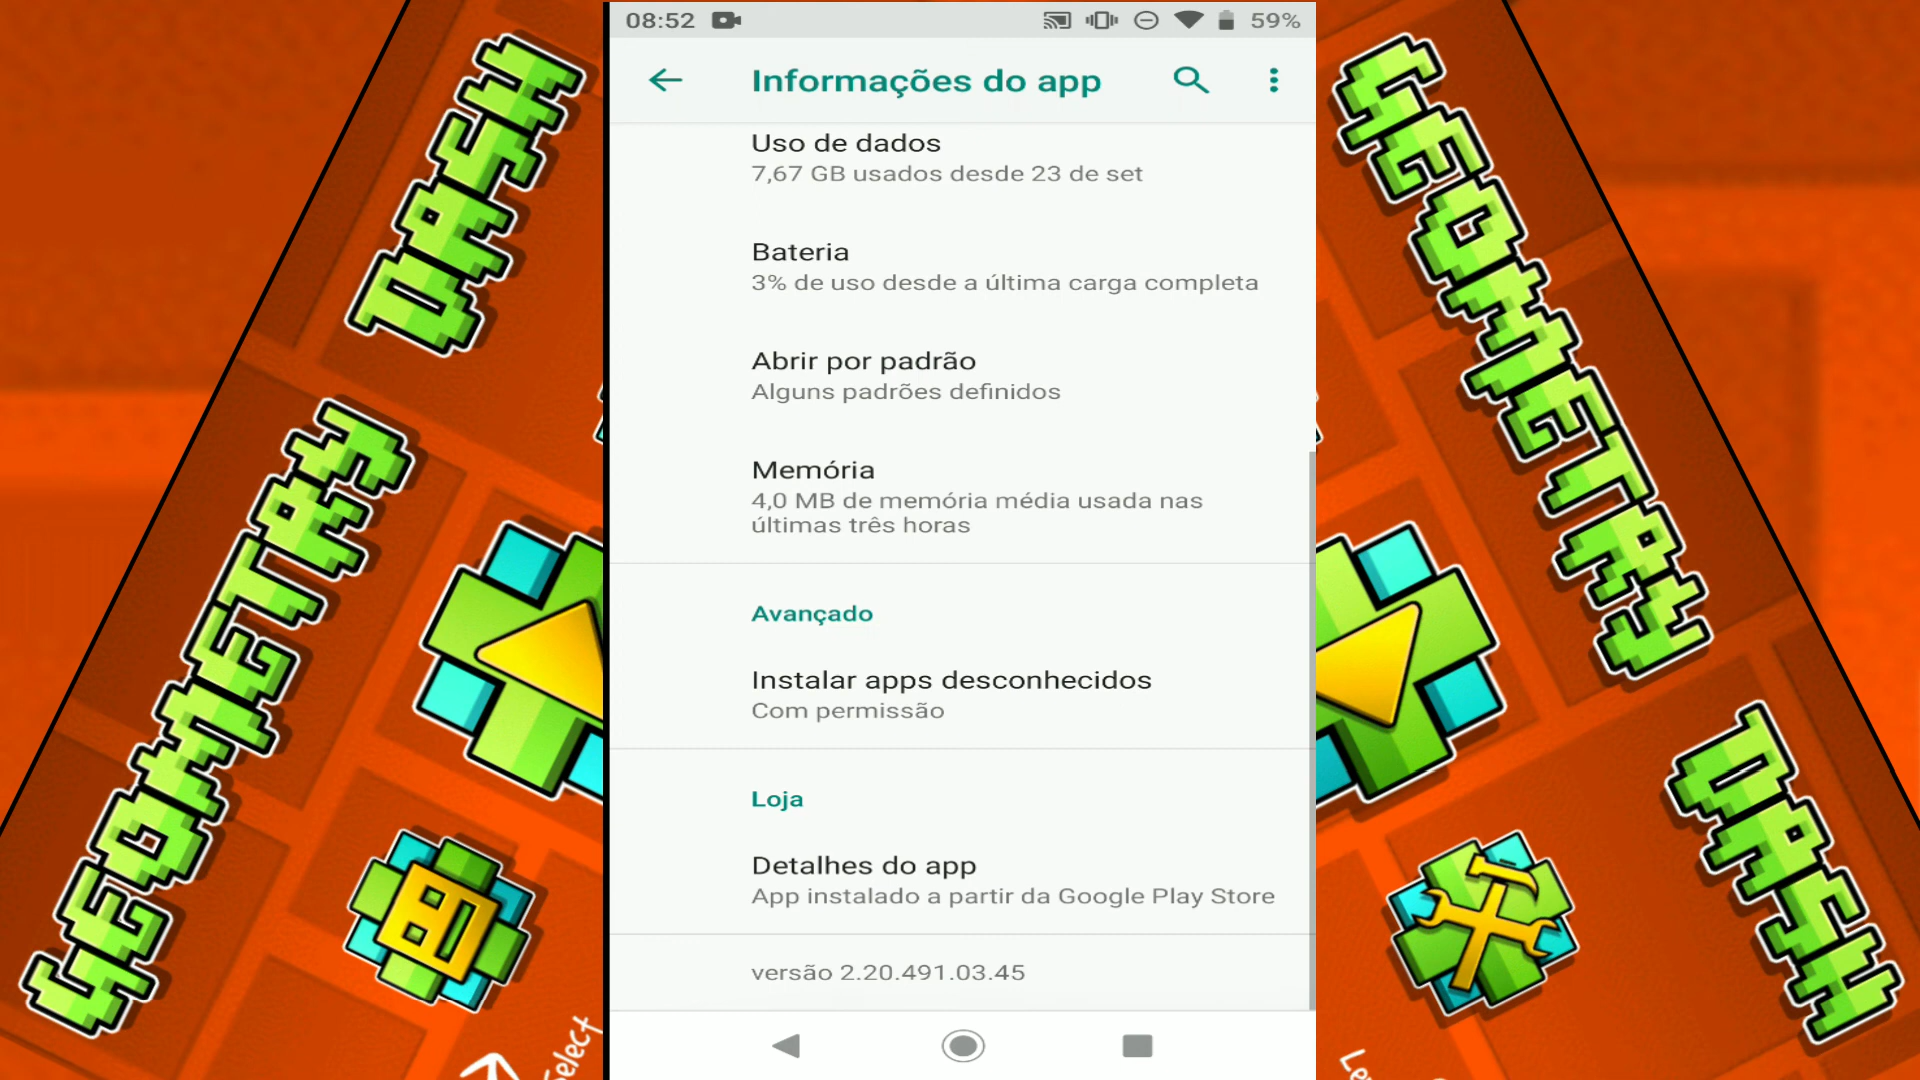 08:52
59%
Informações do app
Uso de dados
7,67 GB usados desde 23 de set
Bateria
3% de uso desde a última carga completa
Abrir por padrão
Alguns padrões definidos
Memória
4,0 MB de memória média usada nas
últimas três horas
Avançado
Instalar apps desconhecidos
Com permissão
Loja
Detalhes do app
App instalado a partir da Google Play Store
versão 2.20.491.03.45
GEOMETRY DASH
Select
GEOMETRY DASH